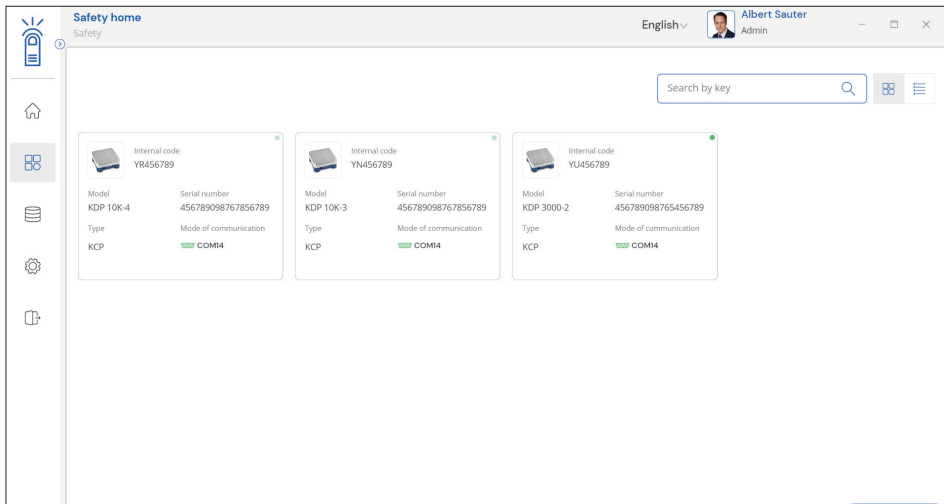 Safety home
Safety
English
Albert Sauter
Admin
Search by key
Internal code
YR456789
Model
Serial number
KDP 10K-4
456789098767856789
Type
Mode of communication
KCP
COM14
Internal code
YN456789
Model
Serial number
KDP 10K-3
456789098767856789
Type
Mode of communication
KCP
COM14
Internal code
YU456789
Model
Serial number
KDP 3000-2
456789098765456789
Type
Mode of communication
KCP
COM14